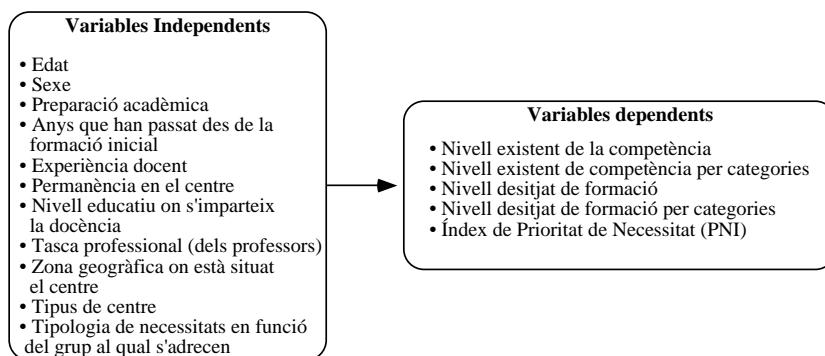 Variables Independents
• Edat
• Sexe
• Preparació acadèmica
• Anys que han passat des de la
formació inicial
• Experiència docent
• Permanència en el centre
• Nivell educatiu on s'imparteix
la docència
• Tasca professional (dels professors)
• Zona geogràfica on està situat
el centre
• Tipus de centre
• Tipologia de necessitats en funció
del grup al qual s'adrecen
Variables dependents
• Nivell existent de la competència
• Nivell existent de competència per categories
• Nivell desitjat de formació
• Nivell desitjat de formació per categories
• Índex de Prioritat de Necessitat (PNI)